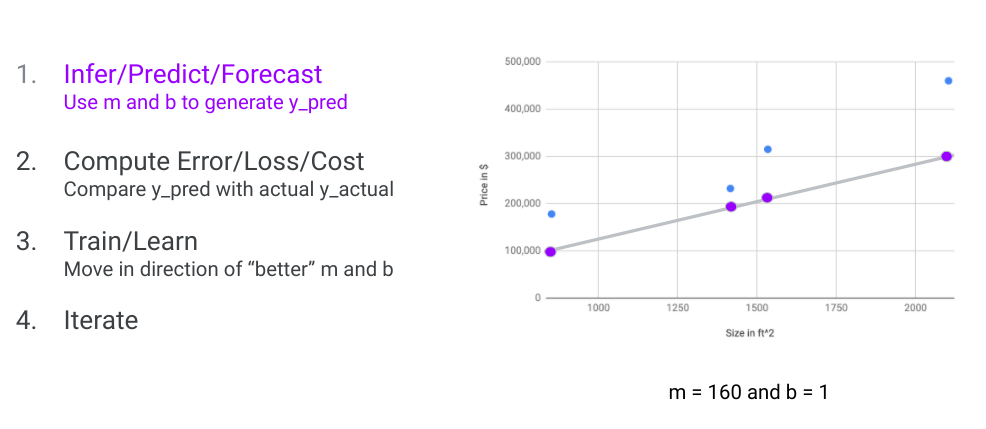 1. Infer/Predict/Forecast
Use m and b to generate y_pred
2. Compute Error/Loss/Cost
Compare y_pred with actual y_actual
3. Train/Learn
Move in direction of “better” m and b
4. Iterate
500,000
400,000
300,000
200,000
100,000
0
Price in $
1000 1250 1500 1750 2000
Size in ft^2
m = 160 and b = 1